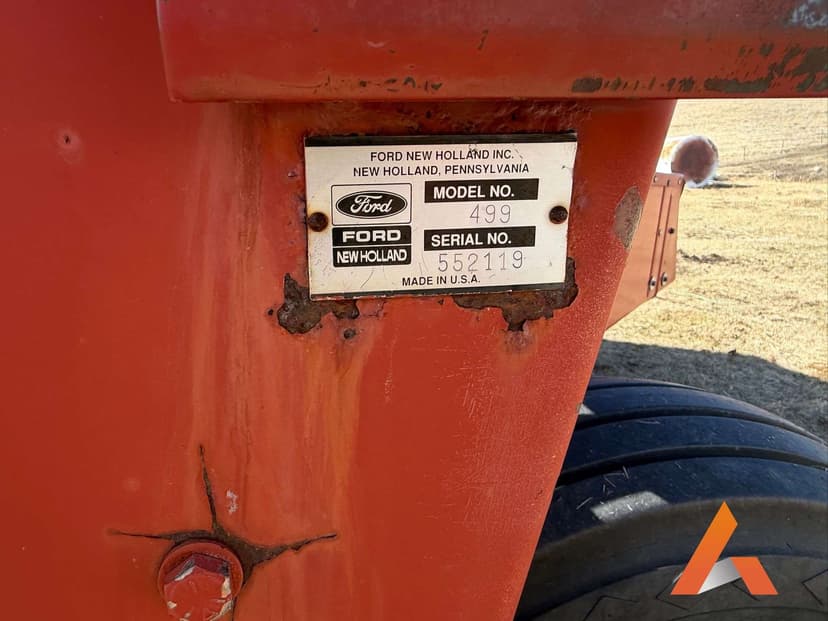 FORD NEW HOLLAND INC.
NEW HOLLAND, PENNSYLVANIA
Ford
FORD
NEW HOLLAND
MODEL NO.
499
SERIAL NO.
552119
MADE IN U.S.A.